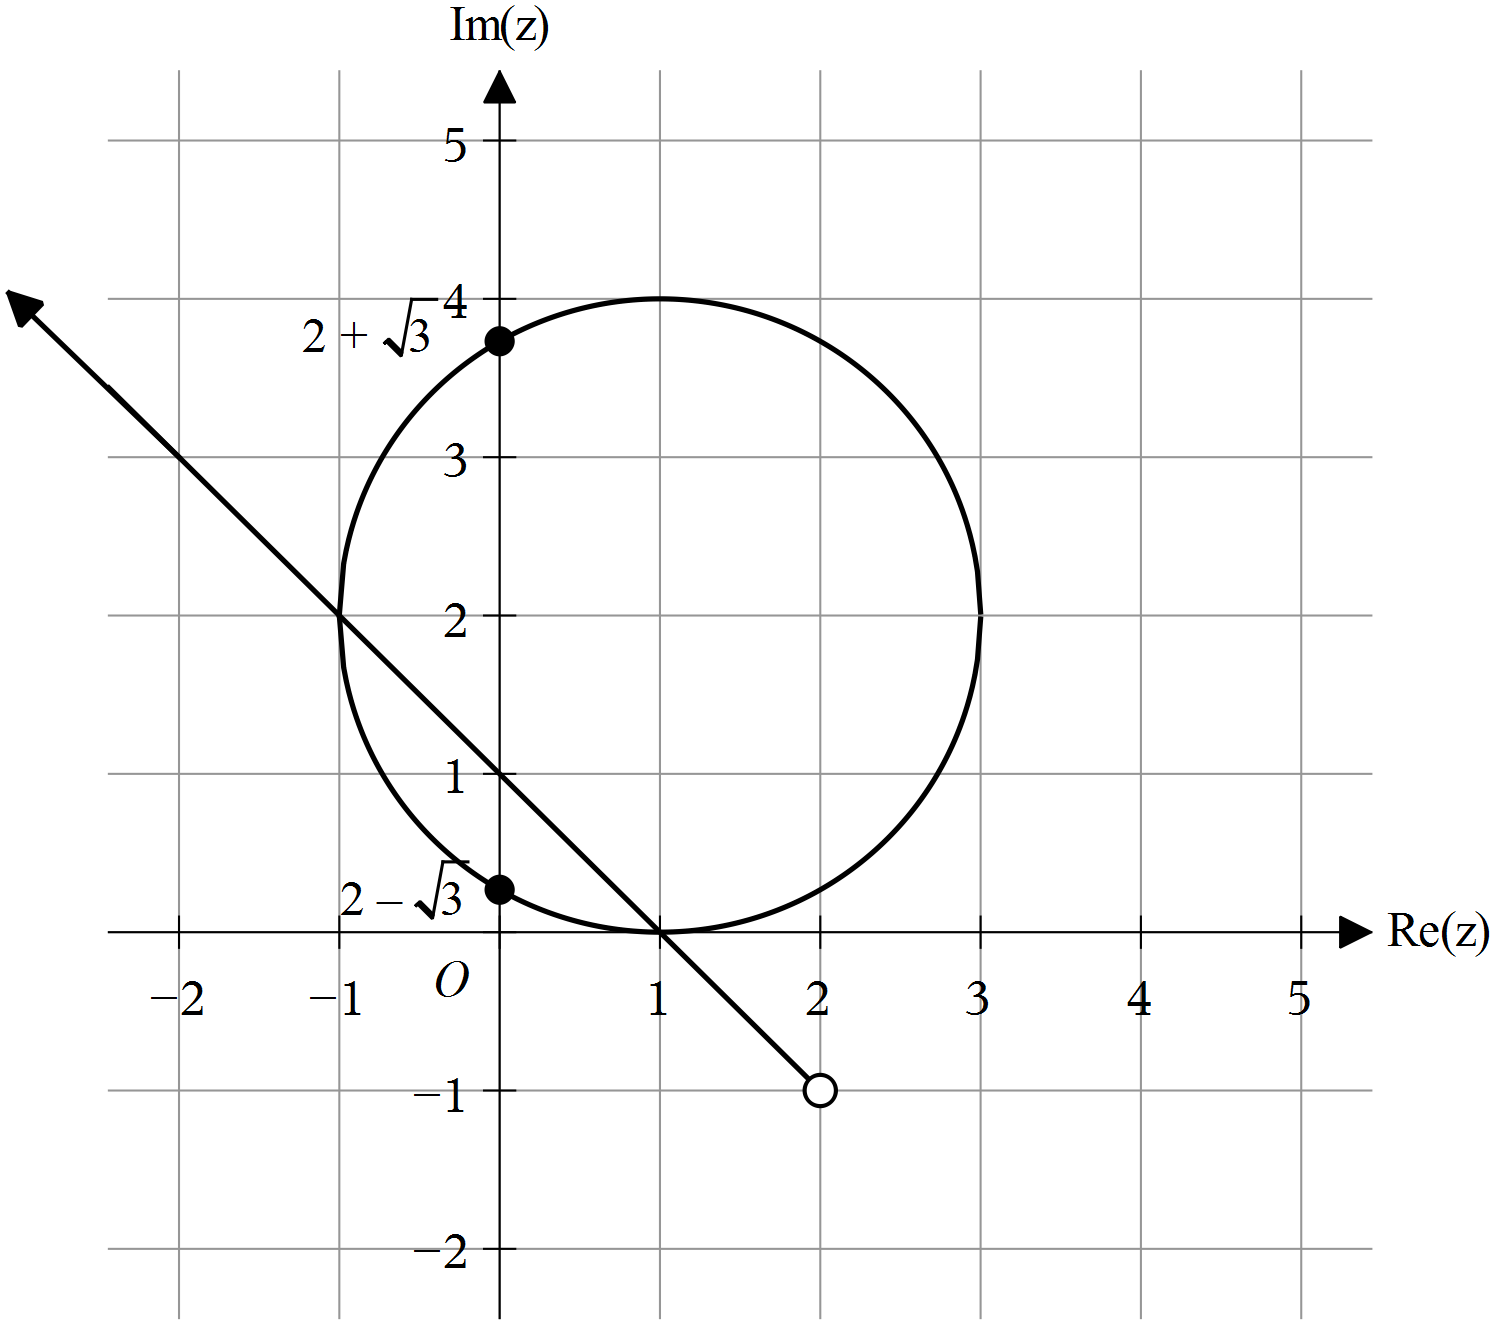 Im(z)
5
4
2 + √3
3
2
1
2 – √3
Re(z)
O
–2 –1 1 2 3 4 5
–1
–2